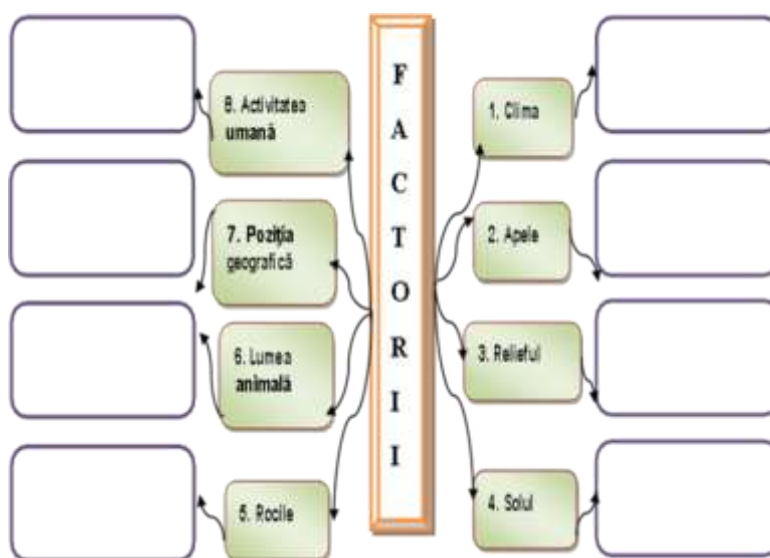 F
A
C
T
O
R
I
I
1. Clima
2. Apele
3. Relieful
4. Solul
5. Rocile
6. Lumea
animală
7. Poziția
geografică
8. Activitatea
umană